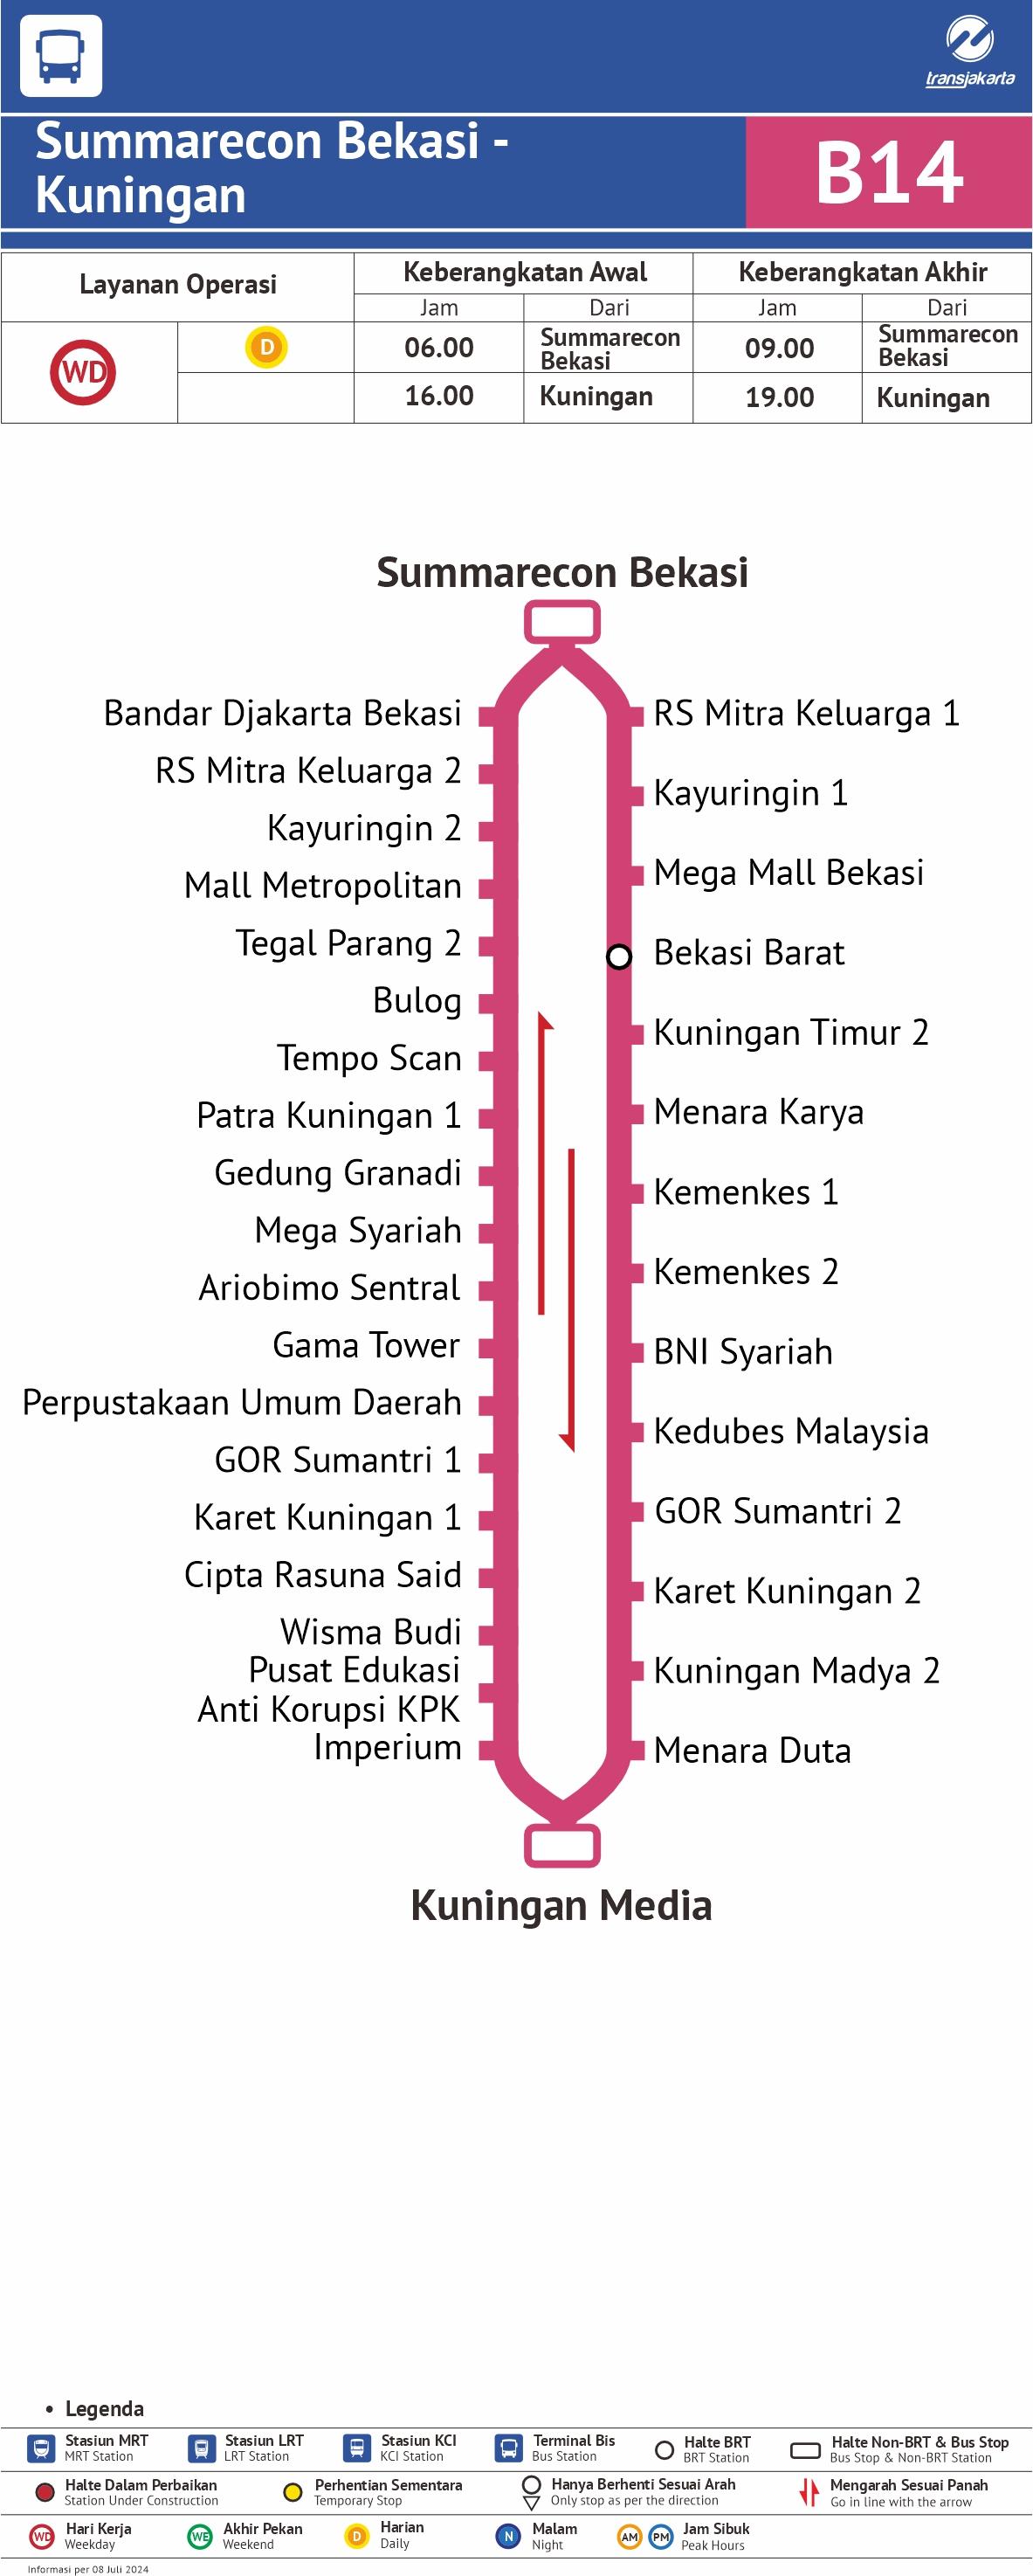 transjakarta
Summarecon Bekasi -
Kuningan
B14
Layanan Operasi
Keberangkatan Awal
Keberangkatan Akhir
Jam
Dari
Jam
Dari
WD
D
06.00
Summarecon
Bekasi
09.00
Summarecon
Bekasi
16.00
Kuningan
19.00
Kuningan
Summarecon Bekasi
Bandar Djakarta Bekasi
RS Mitra Keluarga 2
Kayuringin 2
Mall Metropolitan
Tegal Parang 2
Bulog
Tempo Scan
Patra Kuningan 1
Gedung Granadi
Mega Syariah
Ariobimo Sentral
Gama Tower
Perpustakaan Umum Daerah
GOR Sumantri 1
Karet Kuningan 1
Cipta Rasuna Said
Wisma Budi
Pusat Edukasi
Anti Korupsi KPK
Imperium
RS Mitra Keluarga 1
Kayuringin 1
Mega Mall Bekasi
Bekasi Barat
Kuningan Timur 2
Menara Karya
Kemenkes 1
Kemenkes 2
BNI Syariah
Kedubes Malaysia
GOR Sumantri 2
Karet Kuningan 2
Kuningan Madya 2
Menara Duta
Kuningan Media
• Legenda
Stasiun MRT
MRT Station
Stasiun LRT
LRT Station
Stasiun KCI
KCI Station
Terminal Bis
Bus Station
Halte BRT
BRT Station
Halte Non-BRT & Bus Stop
Bus Stop & Non-BRT Station
Halte Dalam Perbaikan
Station Under Construction
Perhentian Sementara
Temporary Stop
Hanya Berhenti Sesuai Arah
Only stop as per the direction
Mengarah Sesuai Panah
Go in line with the arrow
WD
Hari Kerja
Weekday
WE
Akhir Pekan
Weekend
D
Harian
Daily
N
Malam
Night
AM
PM
Jam Sibuk
Peak Hours
Informasi per 08 Juli 2024